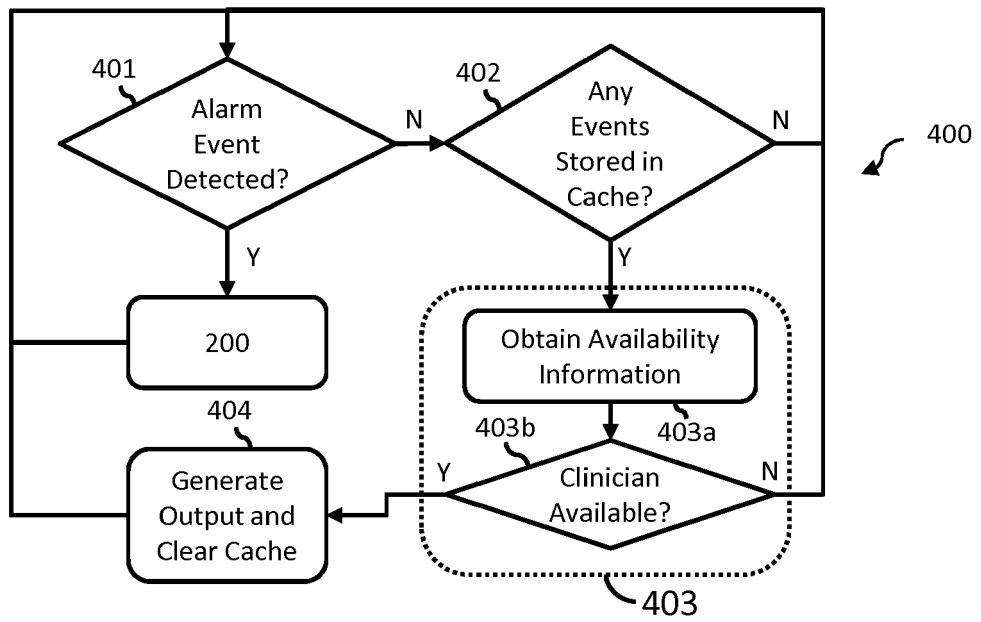 401
Alarm
Event
Detected?
N
Y
402
Any
Events
Stored in
Cache?
N
Y
400
200
Obtain Availability
Information
403a
403b
Clinician
Available?
Y
N
404
Generate
Output and
Clear Cache
403